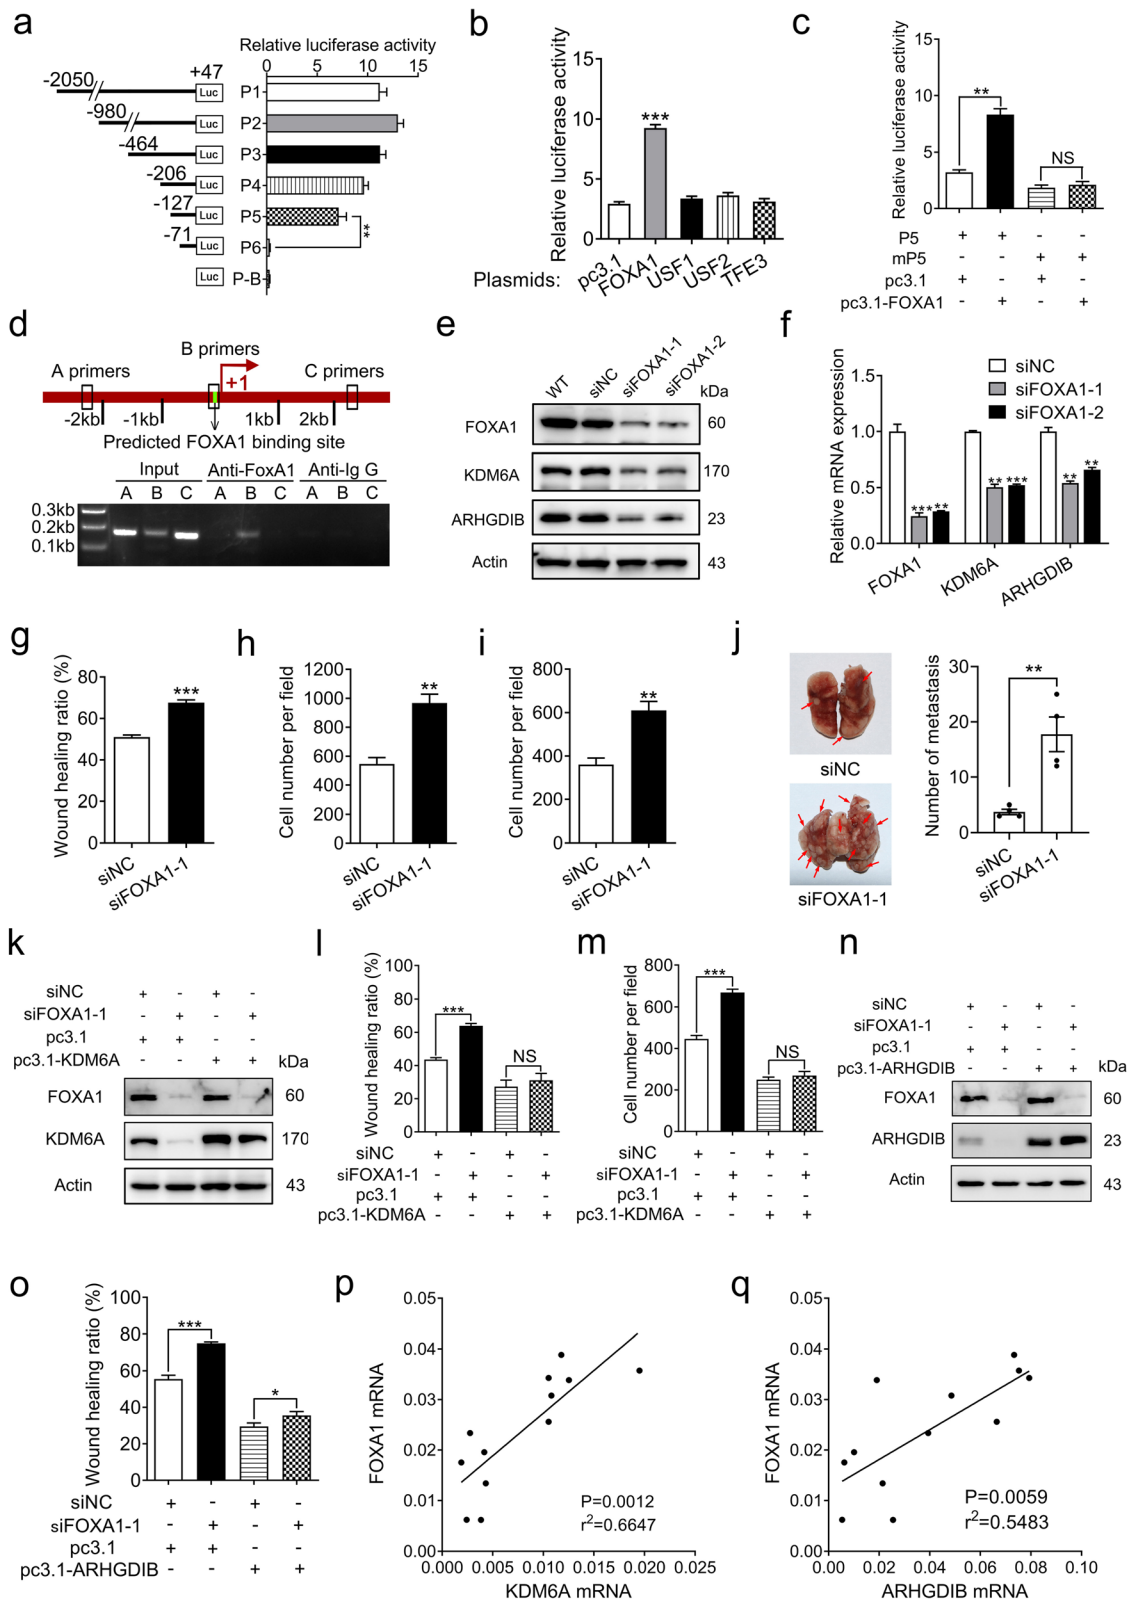 a
Relative luciferase activity
0 5 10 15
+47
-2050 Luc P1
-980 Luc P2
-464 Luc P3
-206 Luc P4
-127 Luc P5
**
-71 Luc P6
Luc P-B
b
Relative luciferase activity
15
10
5
0
***
Plasmids: pc3.1 FOXA1 USF1 USF2 TFE3
c
Relative luciferase activity
15
10
5
0
** NS
P5 + + - -
mP5 - - + +
pc3.1 + - + -
pc3.1-FOXA1 - + - +
d
B primers
A primers C primers
+1
-2kb -1kb 1kb 2kb
Predicted FOXA1 binding site
Input Anti-FoxA1 Anti-Ig G
A B C A B C A B C
0.3kb
0.2kb
0.1kb
e
WT siNC siFOXA1-1 siFOXA1-2
kDa
FOXA1 60
KDM6A 170
ARHGDIB 23
Actin 43
f
siNC
siFOXA1-1
siFOXA1-2
Relative mRNA expression
1.5
1.0
0.5
0.0
*** ** ** *** ** **
FOXA1 KDM6A ARHGDIB
g
Wound healing ratio (%)
80
60
40
20
0
***
siNC siFOXA1-1
h
Cell number per field
1200
1000
800
600
400
200
0
**
siNC siFOXA1-1
i
Cell number per field
800
600
400
200
0
**
siNC siFOXA1-1
j
siNC
siFOXA1-1
Number of metastasis
30
20
10
0
**
siNC siFOXA1-1
k
siNC + - + -
siFOXA1-1 - + - +
pc3.1 + + - -
pc3.1-KDM6A - - + + kDa
FOXA1 60
KDM6A 170
Actin 43
l
Wound healing ratio (%)
100
80
60
40
20
0
*** NS
siNC + - + -
siFOXA1-1 - + - +
pc3.1 + + - -
pc3.1-KDM6A - - + +
m
Cell number per field
800
600
400
200
0
*** NS
siNC + - + -
siFOXA1-1 - + - +
pc3.1 + + - -
pc3.1-KDM6A - - + +
n
siNC + - + -
siFOXA1-1 - + - +
pc3.1 + + - -
pc3.1-ARHGDIB - - + + kDa
FOXA1 60
ARHGDIB 23
Actin 43
o
Wound healing ratio (%)
100
80
60
40
20
0
*** *
siNC + - + -
siFOXA1-1 - + - +
pc3.1 + + - -
pc3.1-ARHGDIB - - + +
p
FOXA1 mRNA
0.05
0.04
0.03
0.02
0.01
0.00
P=0.0012
r²=0.6647
0.000 0.005 0.010 0.015 0.020 0.025
KDM6A mRNA
q
FOXA1 mRNA
0.05
0.04
0.03
0.02
0.01
0.00
P=0.0059
r²=0.5483
0.00 0.02 0.04 0.06 0.08 0.10
ARHGDIB mRNA